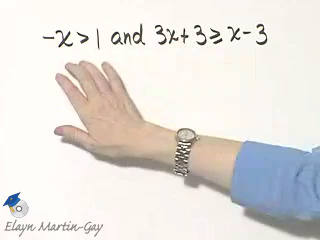 -x > 1 and 3x + 3 ≥ x - 3
Elayn Martin-Gay